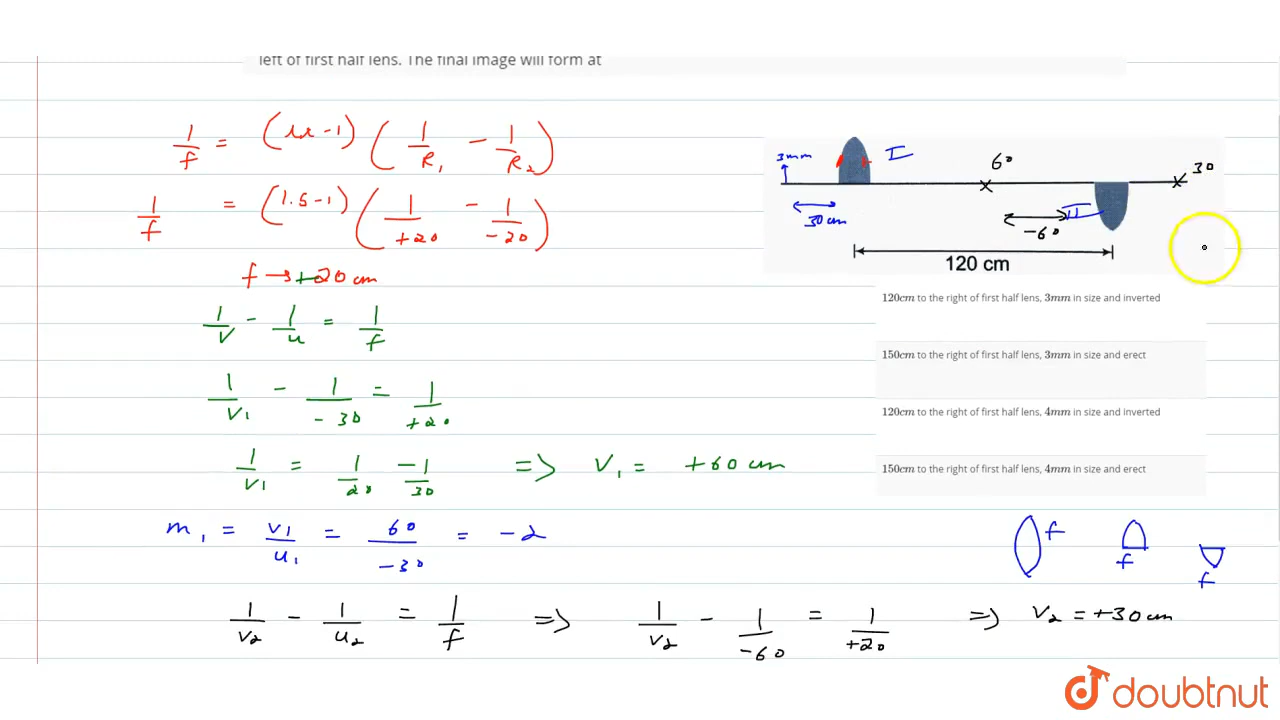 left of first half lens. The final image will form at
1/f = (μ-1) (1/R₁ - 1/R₂)
1/f = (1.5-1) (1/+20 - 1/-20)
f → +20 cm
1/v - 1/u = 1/f
1/v₁ - 1/-30 = 1/+20
1/v₁ = 1/20 - 1/30 => v₁ = +60 cm
m₁ = v₁/u₁ = 60/-30 = -2
1/v₂ - 1/u₂ = 1/f => 1/v₂ - 1/-60 = 1/+20 => v₂ = +30 cm
3mm
I
60
30
30 cm
II
-60
120 cm
120cm to the right of first half lens, 3mm in size and inverted
150cm to the right of first half lens, 3mm in size and erect
120cm to the right of first half lens, 4mm in size and inverted
150cm to the right of first half lens, 4mm in size and erect
f
f
f
doubtnut